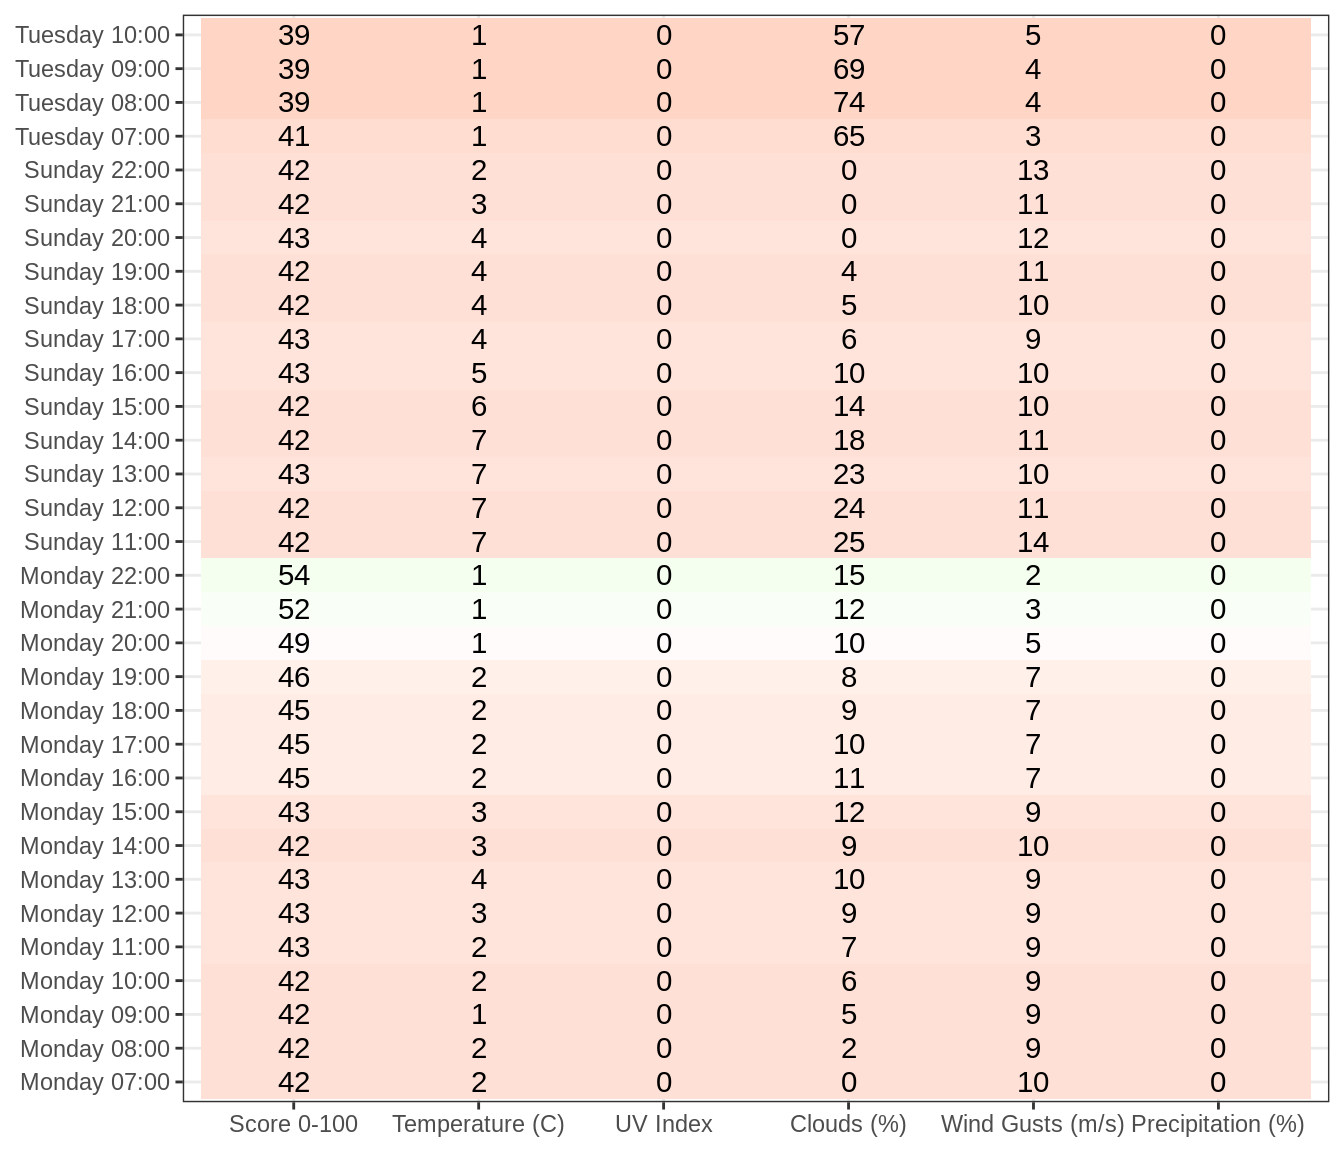 Tuesday 10:00 39 1 0 57 5 0
Tuesday 09:00 39 1 0 69 4 0
Tuesday 08:00 39 1 0 74 4 0
Tuesday 07:00 41 1 0 65 3 0
Sunday 22:00 42 2 0 0 13 0
Sunday 21:00 42 3 0 0 11 0
Sunday 20:00 43 4 0 0 12 0
Sunday 19:00 42 4 0 4 11 0
Sunday 18:00 42 4 0 5 10 0
Sunday 17:00 43 4 0 6 9 0
Sunday 16:00 43 5 0 10 10 0
Sunday 15:00 42 6 0 14 10 0
Sunday 14:00 42 7 0 18 11 0
Sunday 13:00 43 7 0 23 10 0
Sunday 12:00 42 7 0 24 11 0
Sunday 11:00 42 7 0 25 14 0
Monday 22:00 54 1 0 15 2 0
Monday 21:00 52 1 0 12 3 0
Monday 20:00 49 1 0 10 5 0
Monday 19:00 46 2 0 8 7 0
Monday 18:00 45 2 0 9 7 0
Monday 17:00 45 2 0 10 7 0
Monday 16:00 45 2 0 11 7 0
Monday 15:00 43 3 0 12 9 0
Monday 14:00 42 3 0 9 10 0
Monday 13:00 43 4 0 10 9 0
Monday 12:00 43 3 0 9 9 0
Monday 11:00 43 2 0 7 9 0
Monday 10:00 42 2 0 6 9 0
Monday 09:00 42 1 0 5 9 0
Monday 08:00 42 2 0 2 9 0
Monday 07:00 42 2 0 0 10 0
Score 0-100 Temperature (C) UV Index Clouds (%) Wind Gusts (m/s) Precipitation (%)